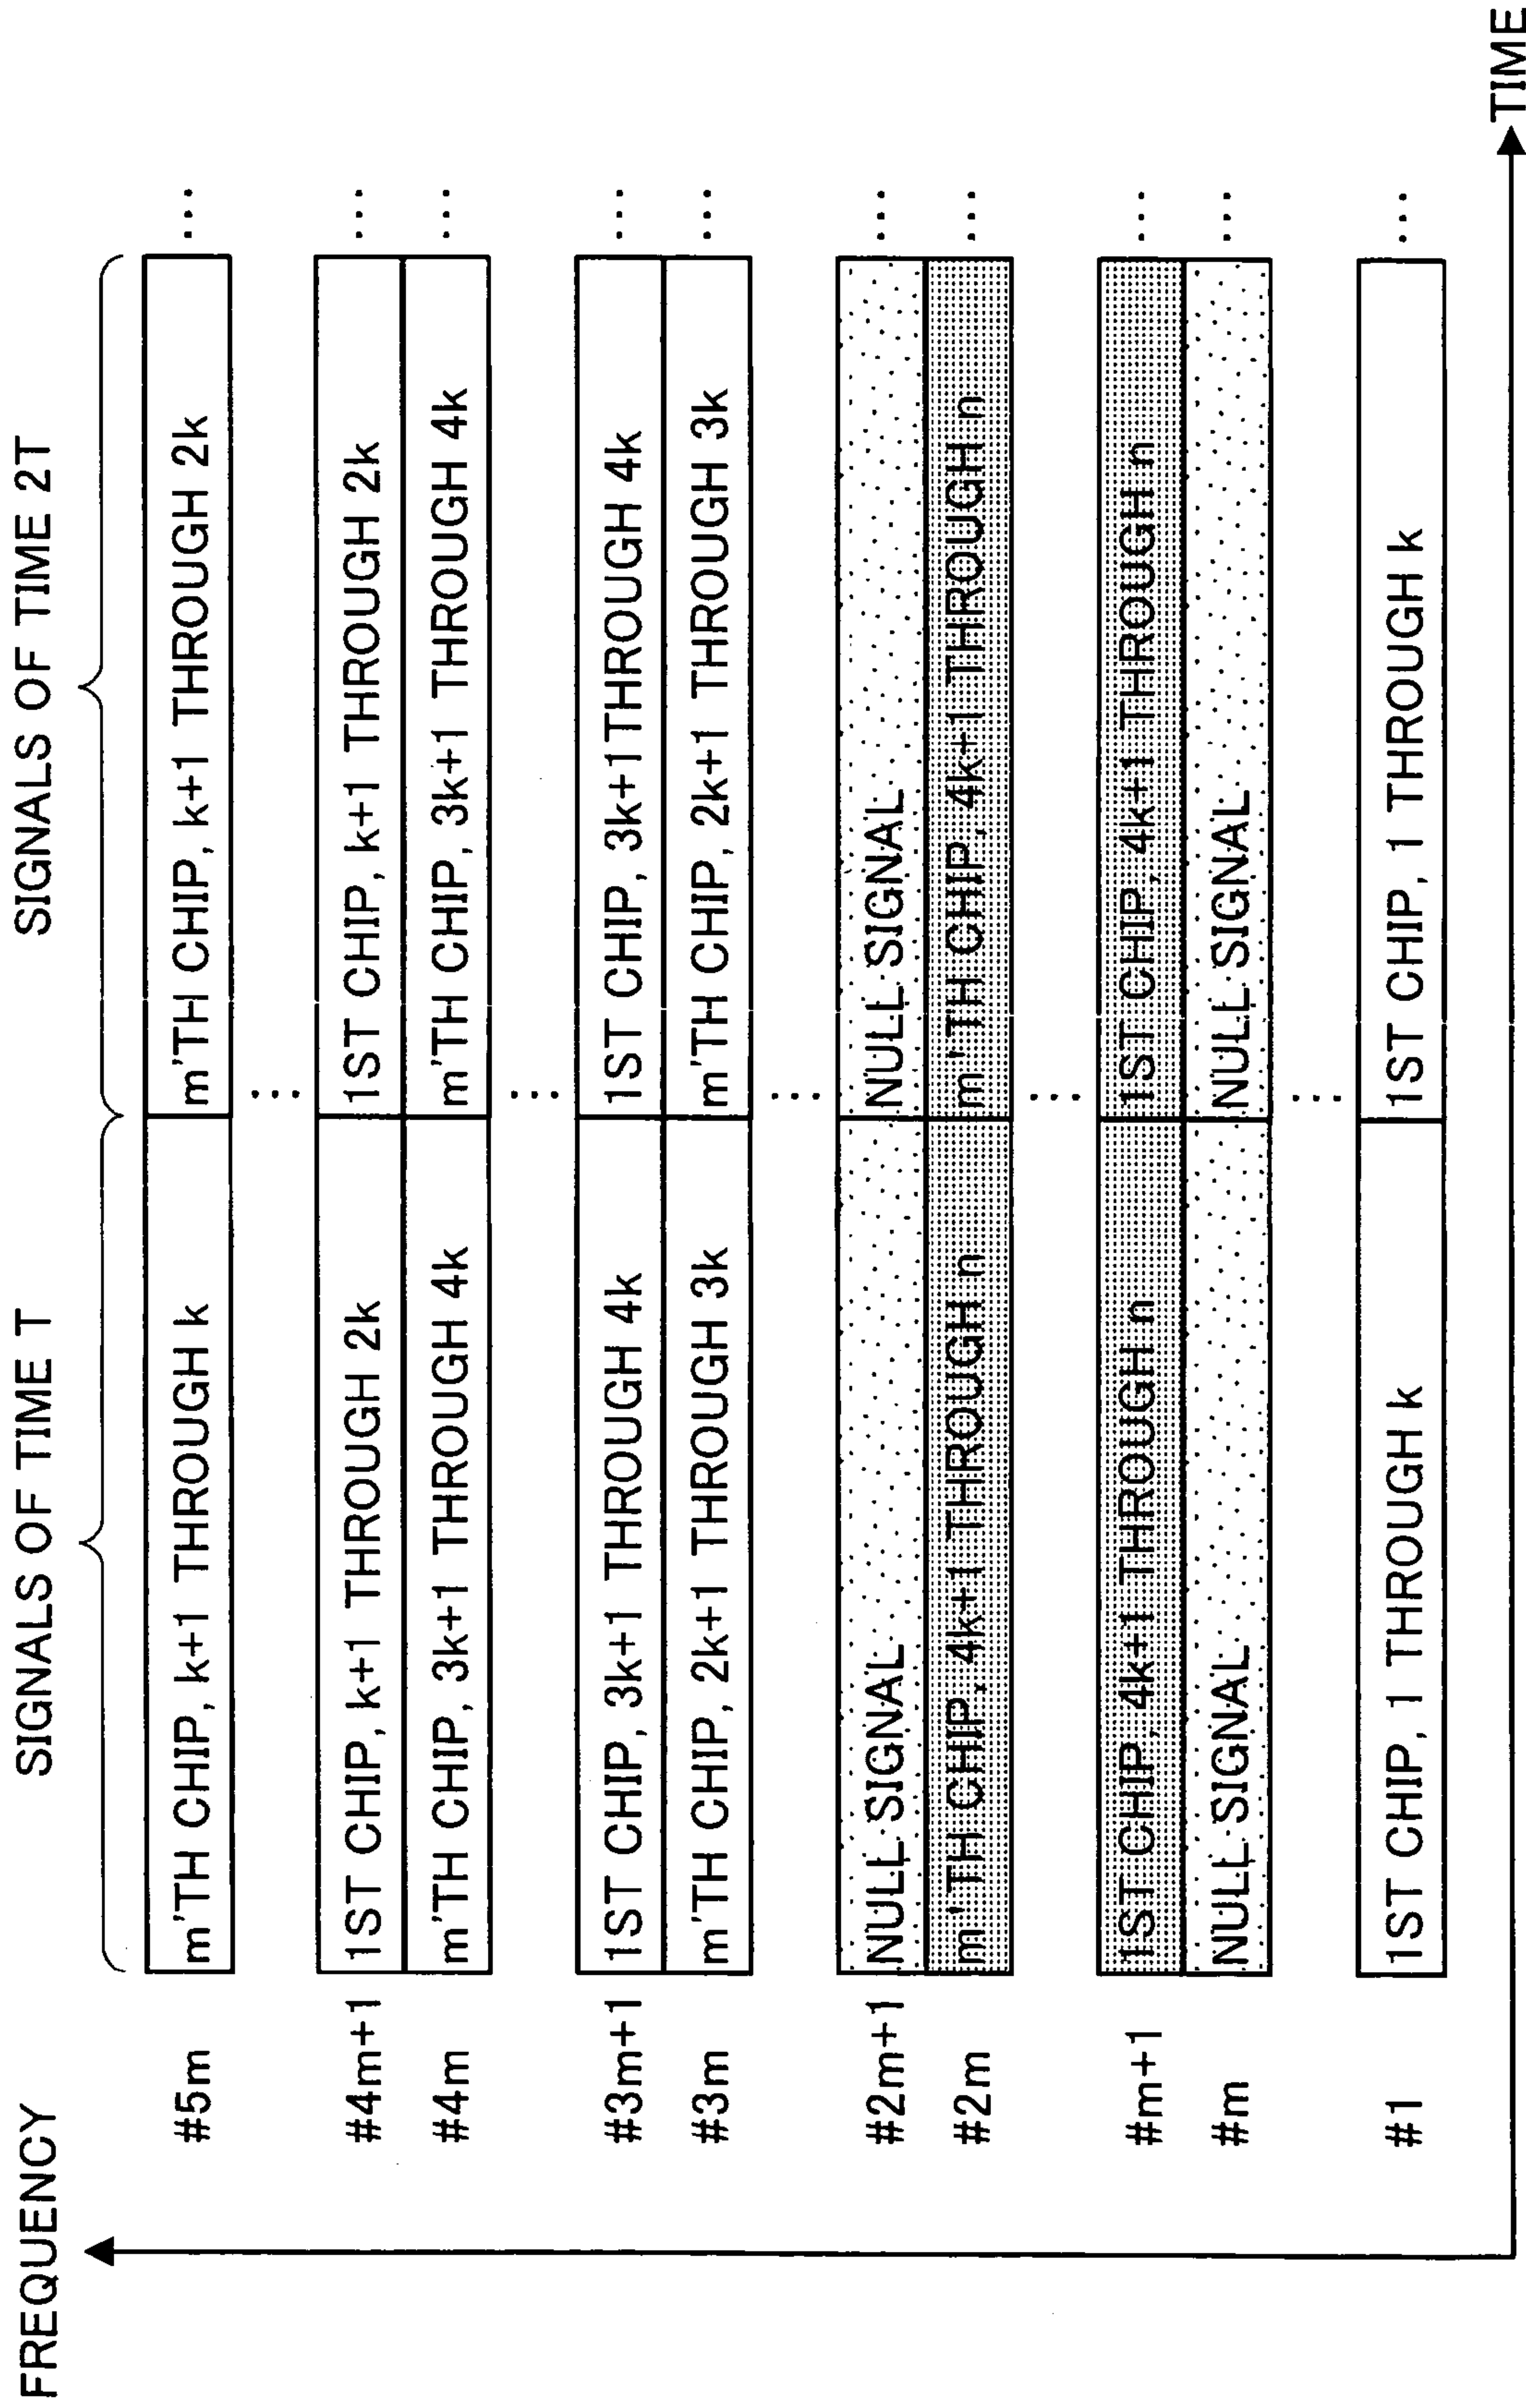 FREQUENCY
SIGNALS OF TIME T
SIGNALS OF TIME 2T
#5m
m'TH CHIP, k+1 THROUGH k
m'TH CHIP, k+1 THROUGH 2k
...
...
#4m+1
1ST CHIP, k+1 THROUGH 2k
1ST CHIP, k+1 THROUGH 2k
...
#4m
m'TH CHIP, 3k+1 THROUGH 4k
m'TH CHIP, 3k+1 THROUGH 4k
...
...
#3m+1
1ST CHIP, 3k+1 THROUGH 4k
1ST CHIP, 3k+1THROUGH 4k
...
#3m
m'TH CHIP, 2k+1 THROUGH 3k
m'TH CHIP, 2k+1 THROUGH 3k
...
...
#2m+1
NULL SIGNAL
NULL SIGNAL
...
#2m
m'TH CHIP, 4k+1 THROUGH n
m'TH CHIP, 4k+1 THROUGH n
...
...
#m+1
1ST CHIP, 4k+1 THROUGH n
1ST CHIP, 4k+1 THROUGH n
...
#m
NULL SIGNAL
NULL SIGNAL
...
...
#1
1ST CHIP, 1 THROUGH k
1ST CHIP, 1 THROUGH k
...
TIME